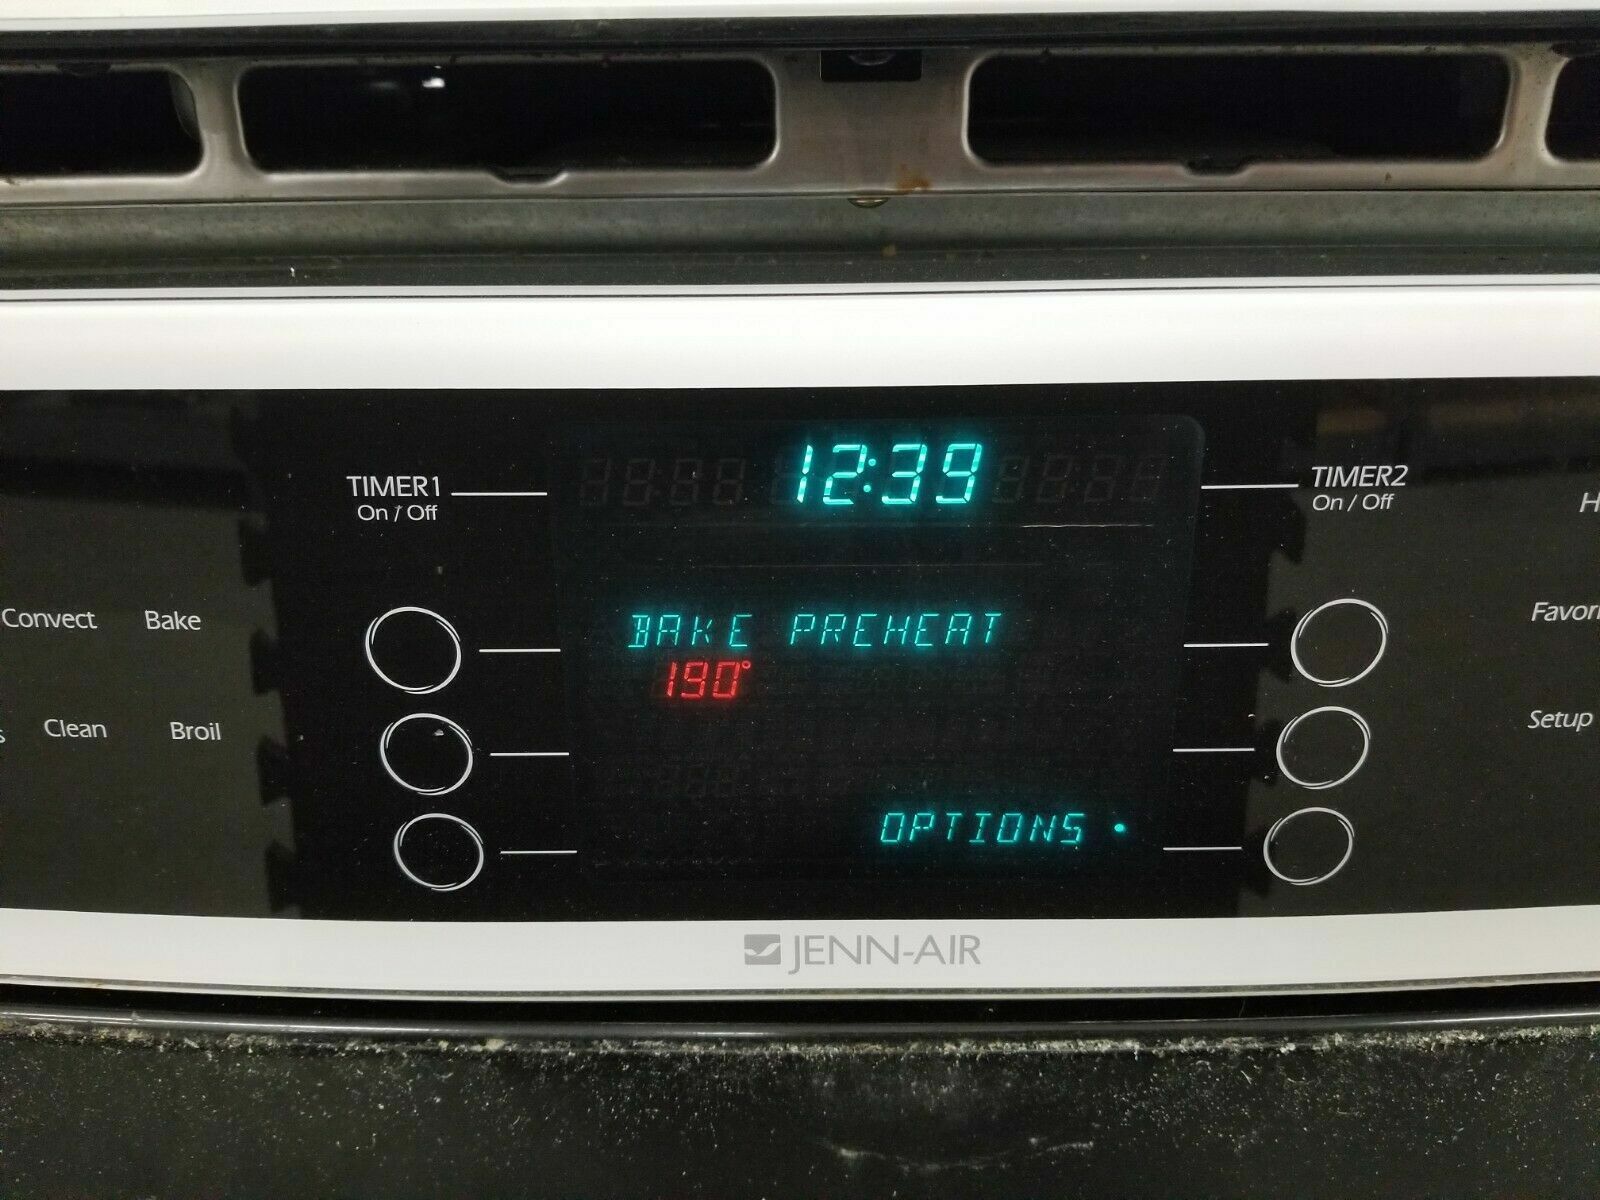 12:39
TIMER1
On / Off
TIMER2
On / Off
Convect
Bake
BAKE PREHEAT
190°
Clean
Broil
Setup
OPTIONS •
JENN-AIR